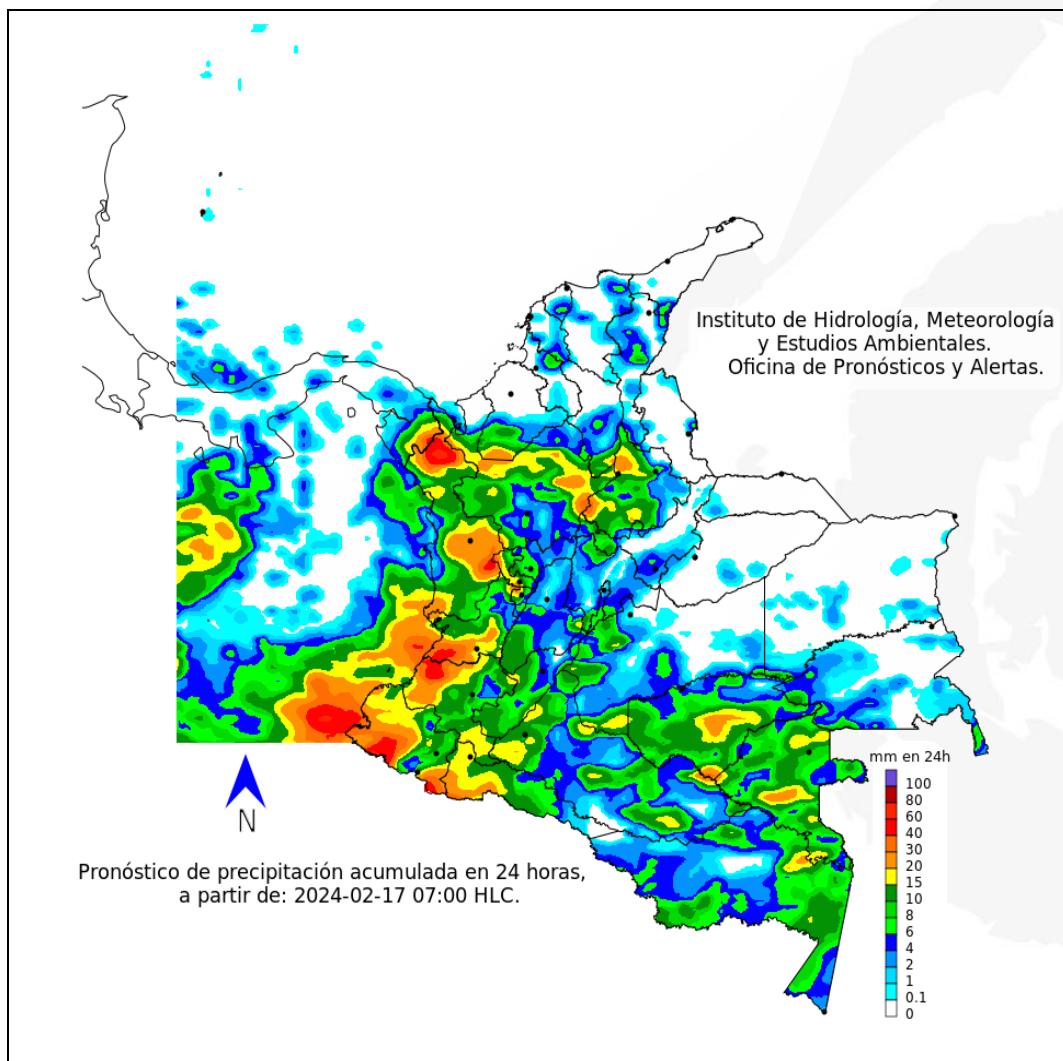 Instituto de Hidrología, Meteorología
y Estudios Ambientales.
Oficina de Pronósticos y Alertas.
mm en 24h
100
80
60
40
30
20
15
10
8
6
4
2
1
0.1
0
N
Pronóstico de precipitación acumulada en 24 horas,
a partir de: 2024-02-17 07:00 HLC.